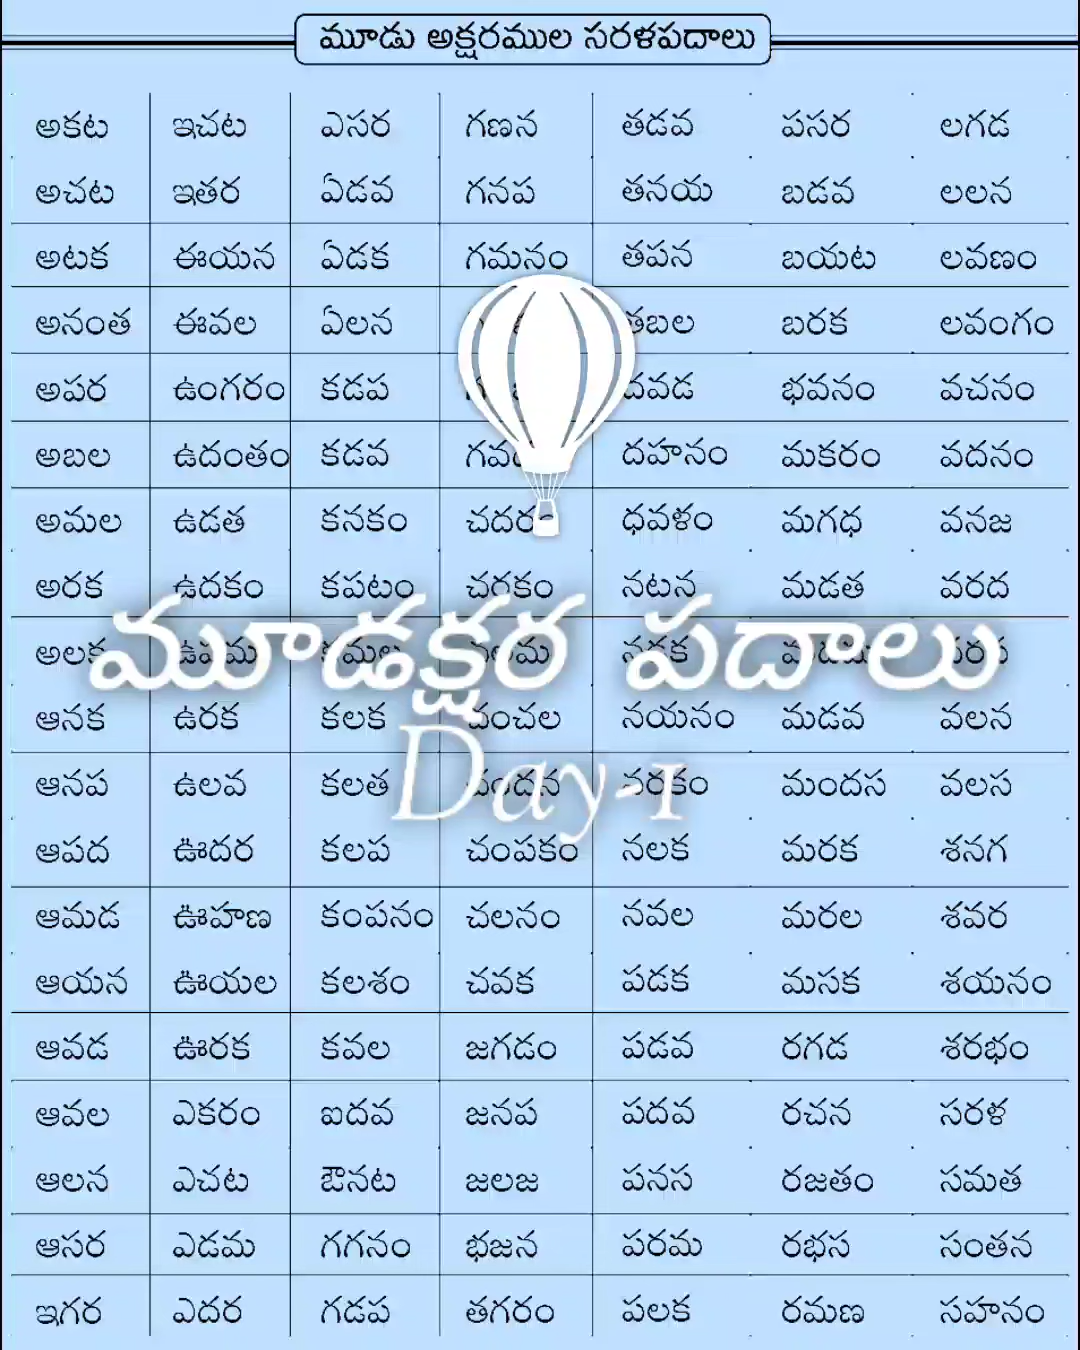 మూడు అక్షరముల సరళపదాలు
అకట ఇచట ఎసర గణన తడవ పసర లగడ
అచట ఇతర ఏడవ గనప తనయ బడవ లలన
అటక ఈయన ఏడక గమనం తపన బయట లవణం
అనంత ఈవల ఏలన తబల బరక లవంగం
అపర ఉంగరం కడప దవడ భవనం వచనం
అబల ఉదంతం కడవ దహనం మకరం వదనం
అమల ఉడత కనకం ధవళం మగధ వనజ
అరక ఉదకం కపటం చరకం నటన మడత వరద
అలక
మూడక్షర పదాలు
ఆనక ఉరక కలక చంచల నయనం మడవ వలన
Day-1
ఆనప ఉలవ కలత నరకం మందస వలస
ఆపద ఊదర కలప చంపకం నలక మరక శనగ
ఆమడ ఊహణ కంపనం చలనం నవల మరల శవర
ఆయన ఊయల కలశం చవక పడక మసక శయనం
ఆవడ ఊరక కవల జగడం పడవ రగడ శరభం
ఆవల ఎకరం ఐదవ జనప పదవ రచన సరళ
ఆలన ఎచట ఔనట జలజ పనస రజతం సమత
ఆసర ఎడమ గగనం భజన పరమ రభస సంతన
ఇగర ఎదర గడప తగరం పలక రమణ సహనం